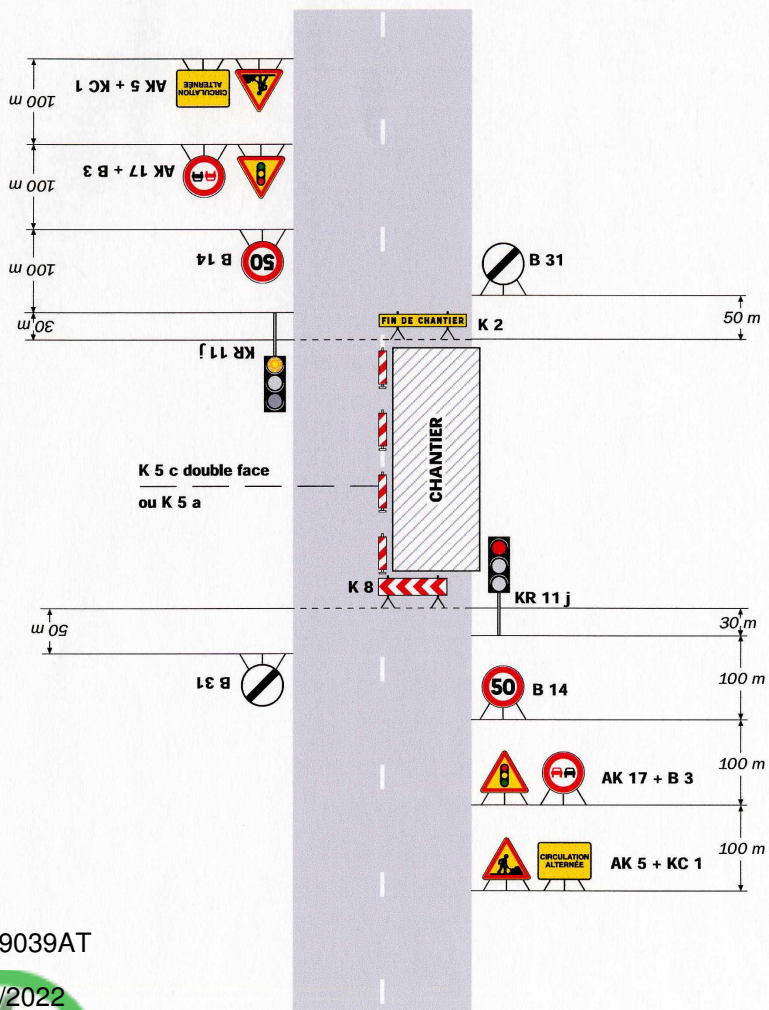 AK 5 + KC 1
CIRCULATION
ALTERNÉE
100 m
AK 17 + B 3
100 m
B 14
50
100 m
30 m
KR 11 j
B 31
50 m
FIN DE CHANTIER
K 2
CHANTIER
K 5 c double face
ou K 5 a
K 8
KR 11 j
30 m
50 m
B 31
50
B 14
100 m
AK 17 + B 3
100 m
CIRCULATION
ALTERNÉE
AK 5 + KC 1
100 m
9039AT
/2022